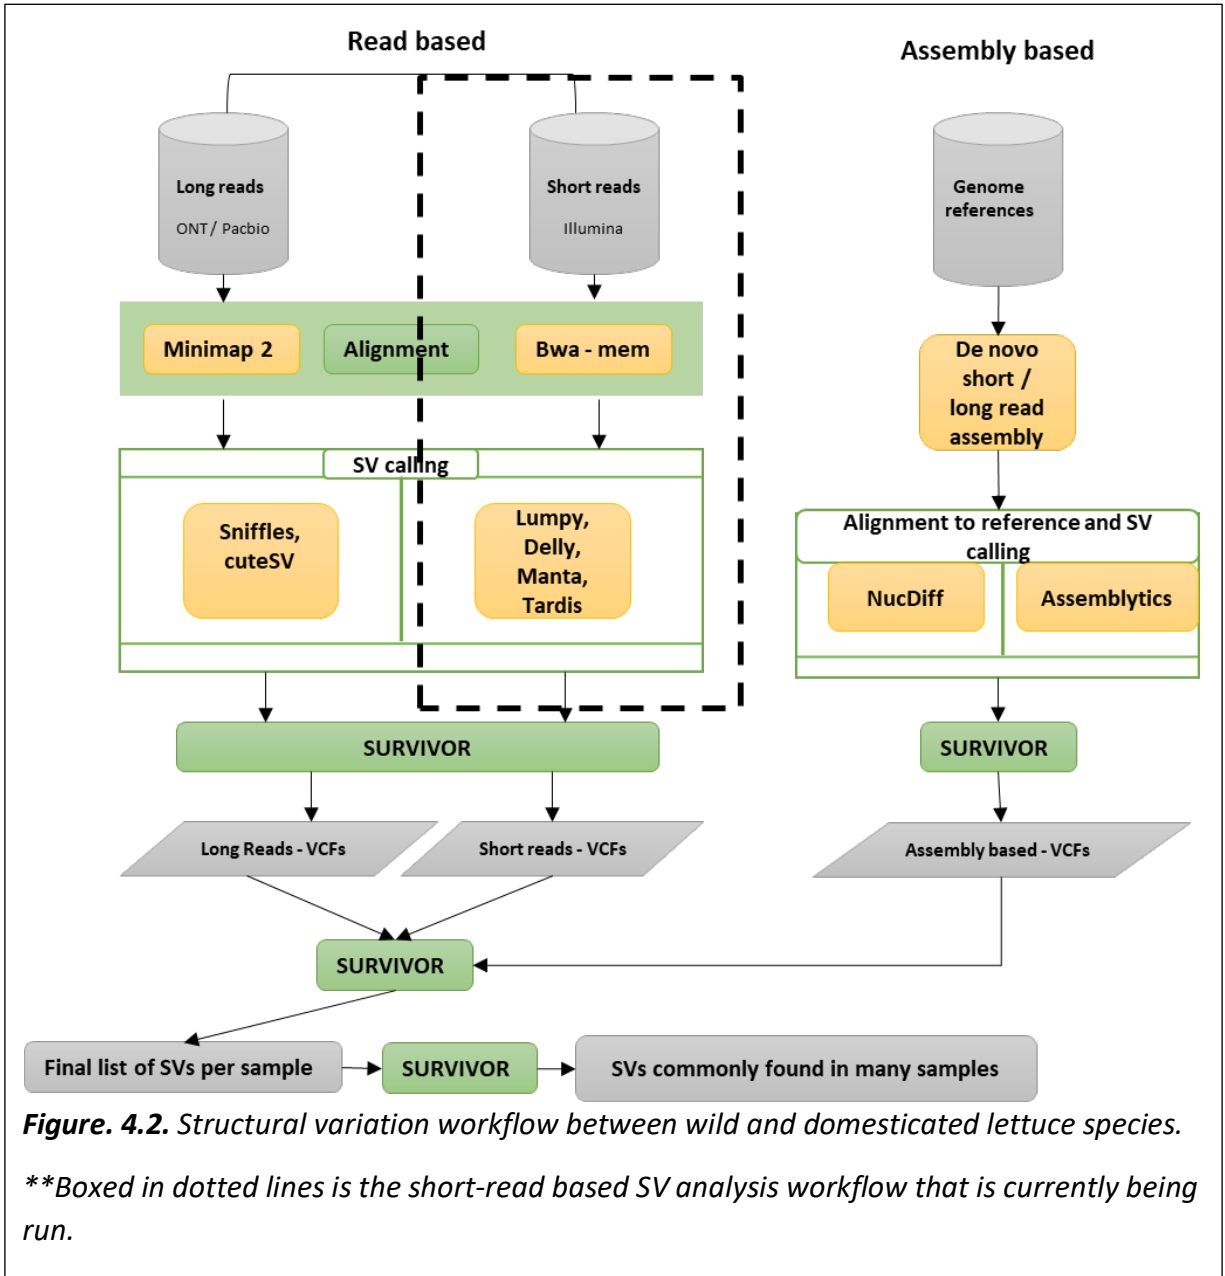 Read based
Assembly based
Long reads
ONT / Pacbio
Short reads
Illumina
Genome
references
Minimap 2
Alignment
Bwa - mem
De novo
short /
long read
assembly
SV calling
Sniffles,
cuteSV
Lumpy,
Delly,
Manta,
Tardis
Alignment to reference and SV
calling
NucDiff
Assemblytics
SURVIVOR
SURVIVOR
Long Reads - VCFs
Short reads - VCFs
Assembly based - VCFs
SURVIVOR
Final list of SVs per sample
SURVIVOR
SVs commonly found in many samples
Figure. 4.2. Structural variation workflow between wild and domesticated lettuce species.
**Boxed in dotted lines is the short-read based SV analysis workflow that is currently being
run.